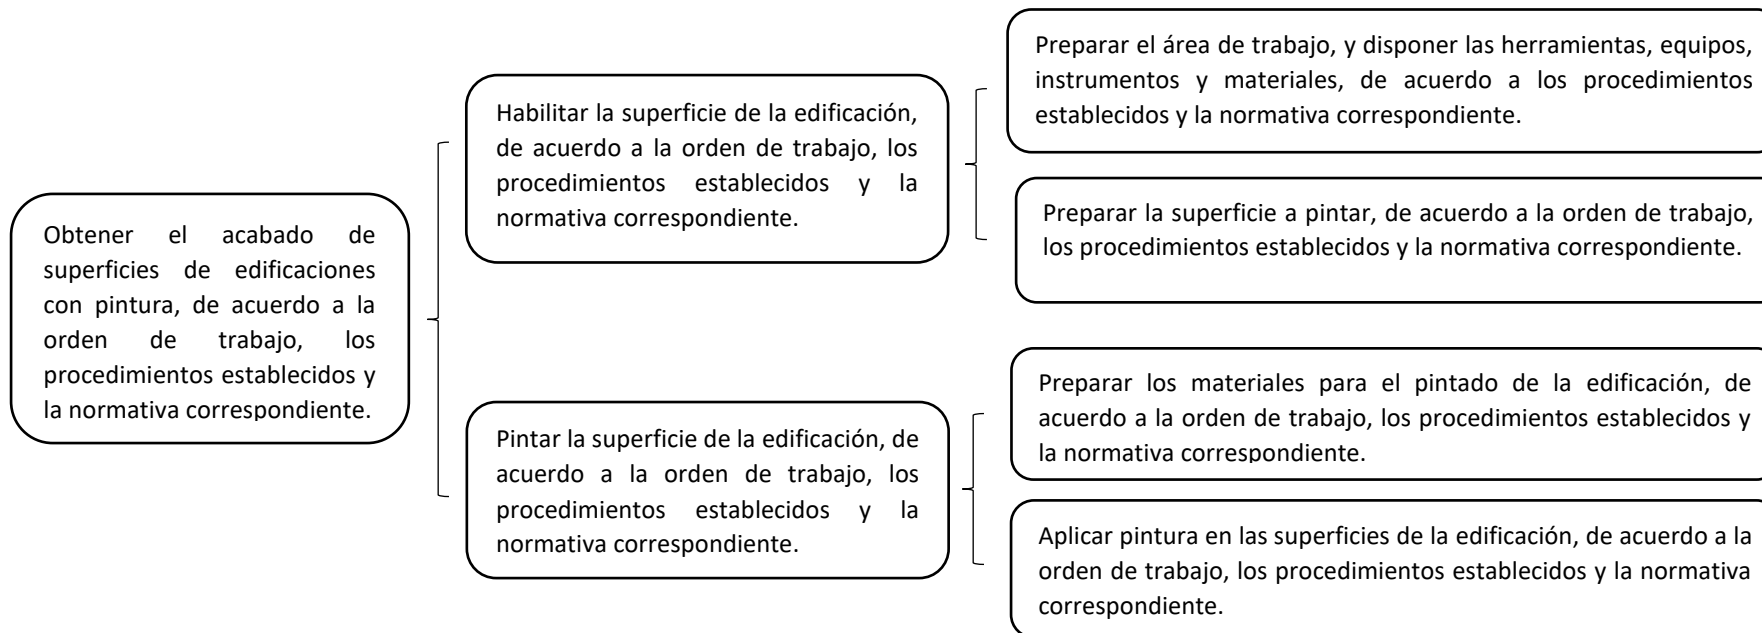 Obtener el acabado de
superficies de edificaciones
con pintura, de acuerdo a la
orden de trabajo, los
procedimientos establecidos y
la normativa correspondiente.
Habilitar la superficie de la edificación,
de acuerdo a la orden de trabajo, los
procedimientos establecidos y la
normativa correspondiente.
Preparar el área de trabajo, y disponer las herramientas, equipos,
instrumentos y materiales, de acuerdo a los procedimientos
establecidos y la normativa correspondiente.
Preparar la superficie a pintar, de acuerdo a la orden de trabajo,
los procedimientos establecidos y la normativa correspondiente.
Pintar la superficie de la edificación, de
acuerdo a la orden de trabajo, los
procedimientos establecidos y la
normativa correspondiente.
Preparar los materiales para el pintado de la edificación, de
acuerdo a la orden de trabajo, los procedimientos establecidos y
la normativa correspondiente.
Aplicar pintura en las superficies de la edificación, de acuerdo a la
orden de trabajo, los procedimientos establecidos y la normativa
correspondiente.